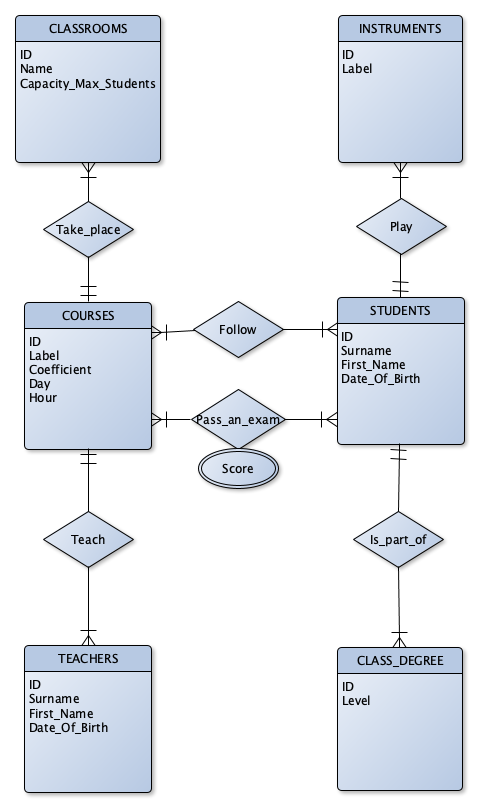 CLASSROOMS
ID
Name
Capacity_Max_Students
INSTRUMENTS
ID
Label
Take_place
Play
COURSES
ID
Label
Coefficient
Day
Hour
Follow
STUDENTS
ID
Surname
First_Name
Date_Of_Birth
Pass_an_exam
Score
Teach
Is_part_of
TEACHERS
ID
Surname
First_Name
Date_Of_Birth
CLASS_DEGREE
ID
Level